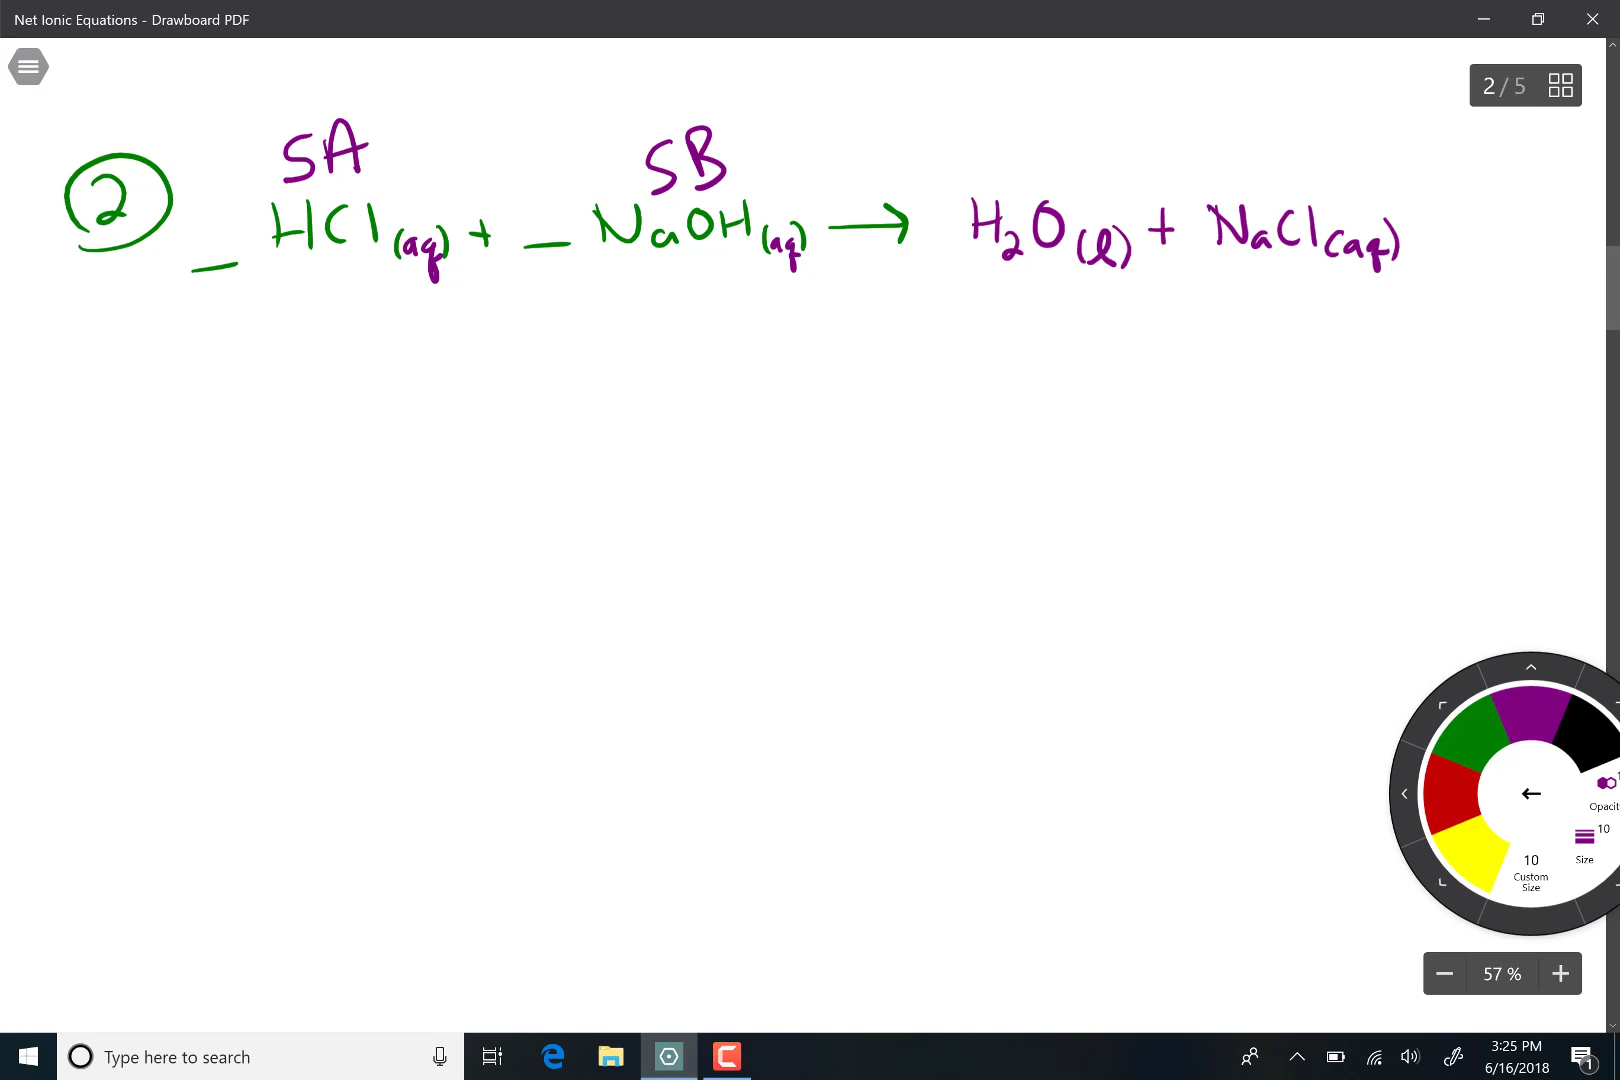 Net Ionic Equations - Drawboard PDF
2 / 5
SA SB
2 _ HCl(aq) + _ NaOH(aq) → H₂O(l) + NaCl(aq)
Opacit
10
Size
10
Custom
Size
57 %
Type here to search
3:25 PM
6/16/2018
1